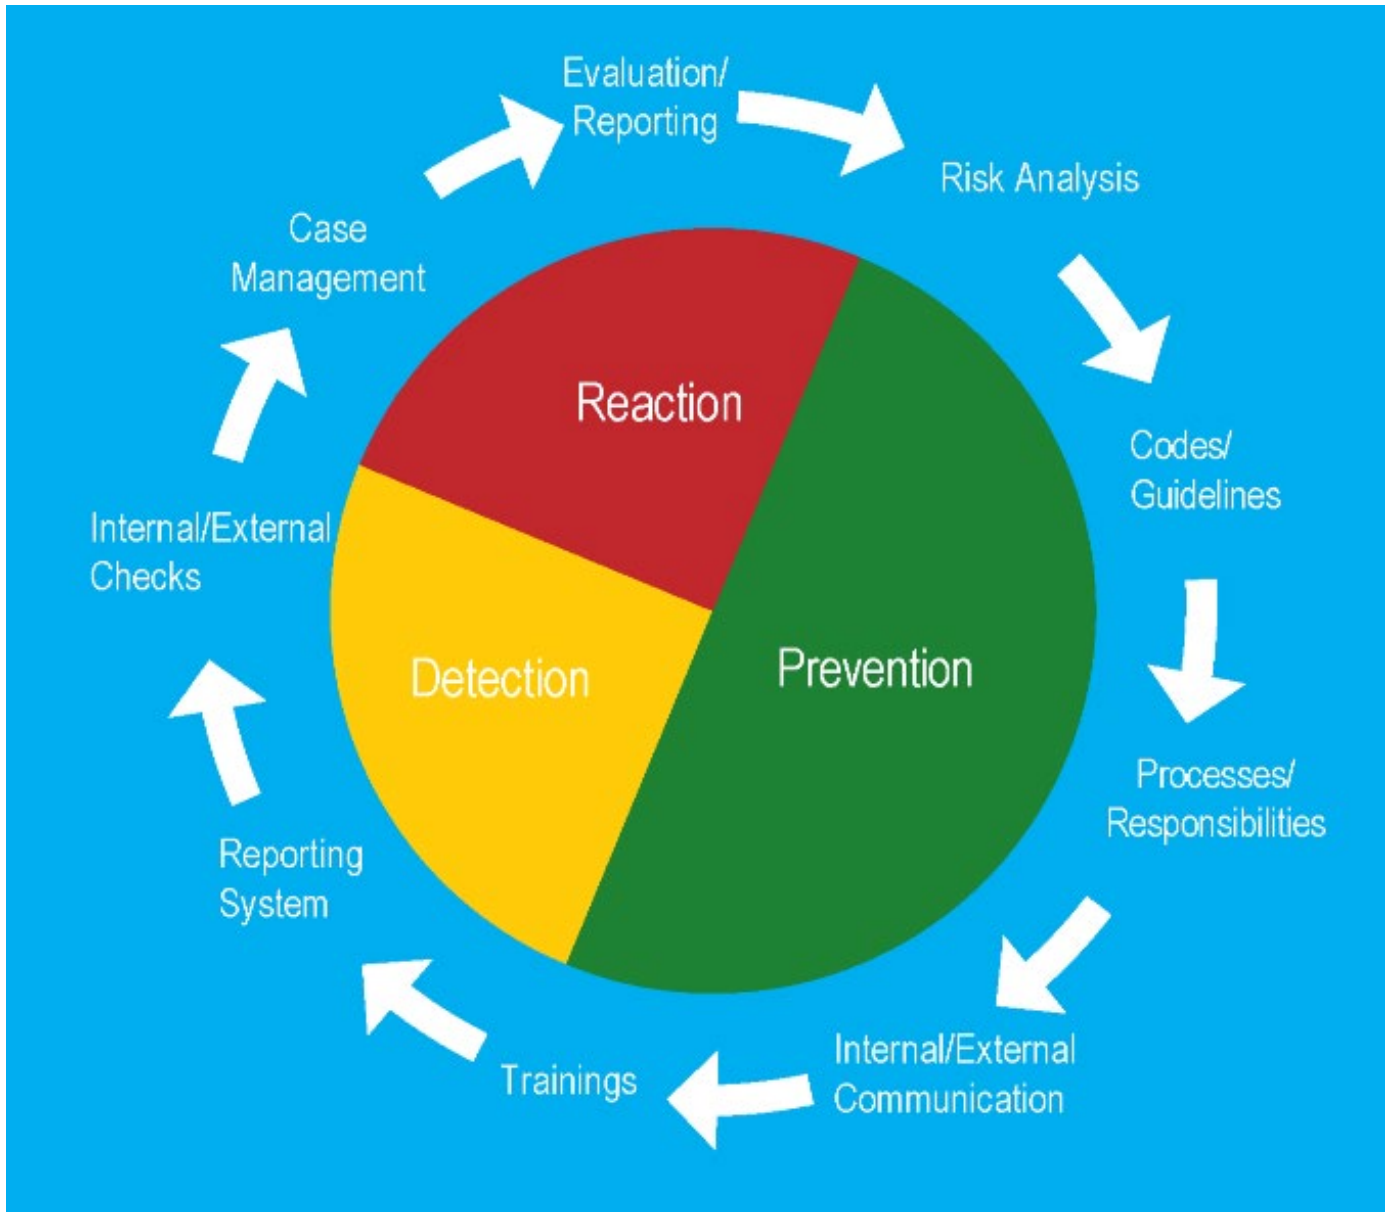 Evaluation/
Reporting
Risk Analysis
Codes/
Guidelines
Processes/
Responsibilities
Internal/External
Communication
Trainings
Reporting
System
Internal/External
Checks
Case
Management
Reaction
Prevention
Detection